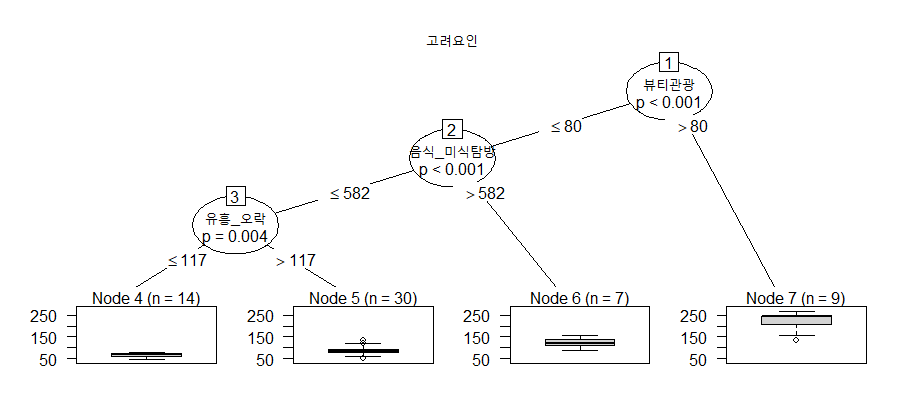 고려요인
1
뷰티관광
p < 0.001
≤ 80
> 80
2
음식_미식탐방
p < 0.001
≤ 582
> 582
3
유흥_오락
p = 0.004
≤ 117
> 117
Node 4 (n = 14)
250
150
50
Node 5 (n = 30)
250
150
50
Node 6 (n = 7)
250
150
50
Node 7 (n = 9)
250
150
50